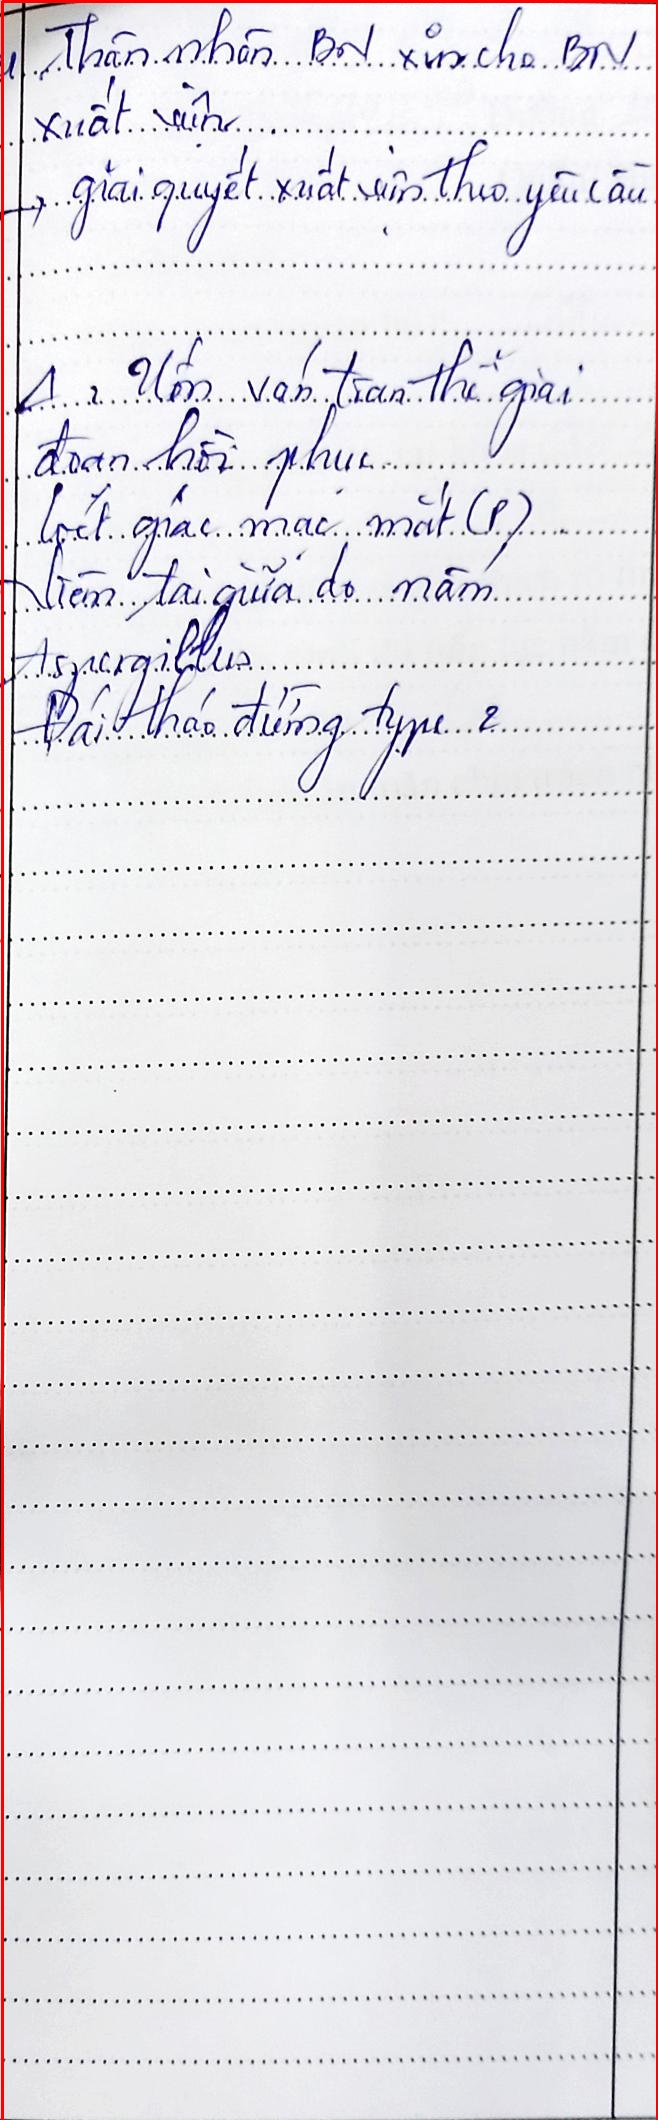 Thân nhân BN xin cho BN
xuất viện
→ giải quyết xuất viện theo yêu cầu
Δ: Uốn ván toàn thể giai
đoạn hồi phục
loét giác mạc mắt (P)
Viêm tai giữa do nấm
Aspergillus
Đái tháo đường type 2